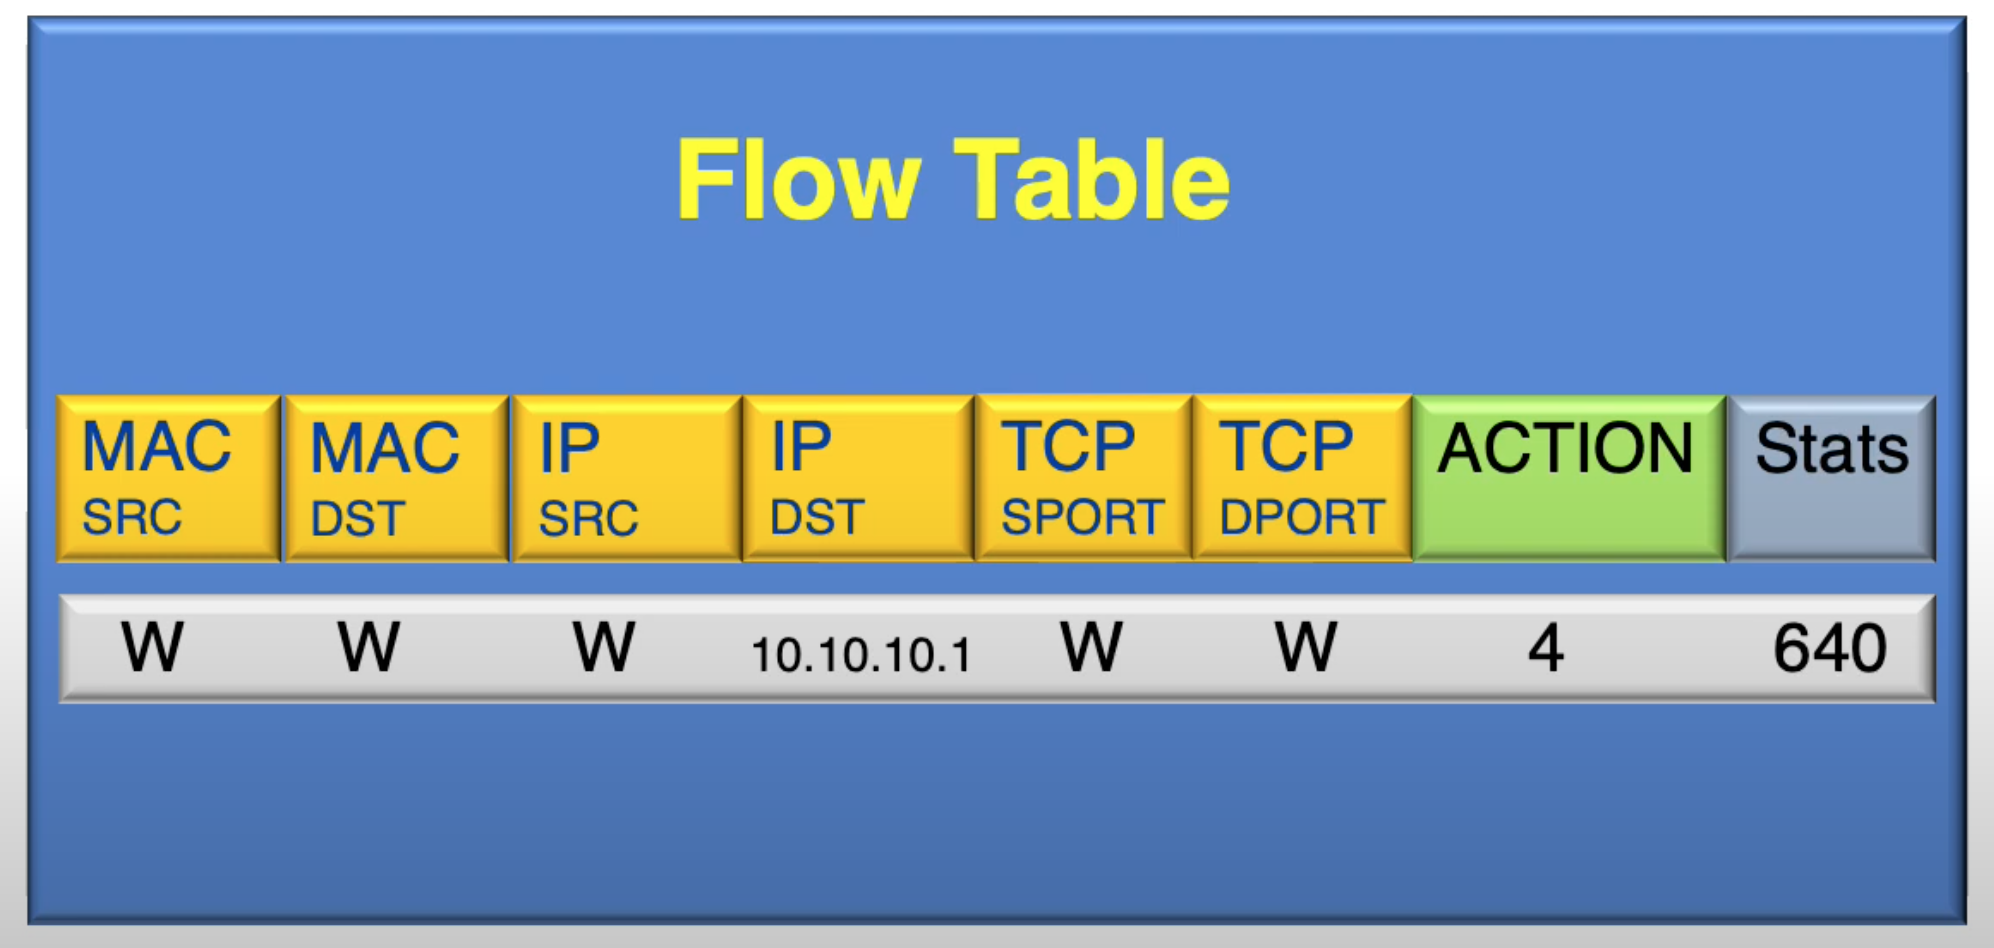 Flow Table
MAC MAC IP IP TCP TCP ACTION Stats
SRC DST SRC DST SPORT DPORT
W W W 10.10.10.1 W W 4 640